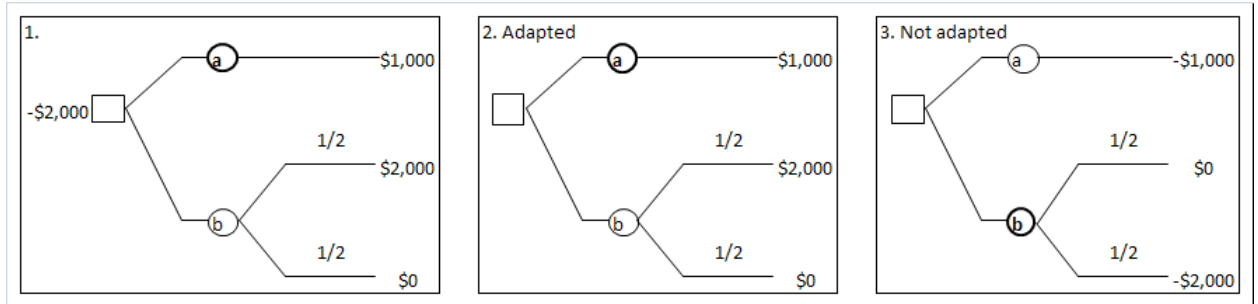 1.
a
$1,000
-$2,000
1/2
$2,000
b
1/2
$0
2. Adapted
a
$1,000
1/2
$2,000
b
1/2
$0
3. Not adapted
a
-$1,000
1/2
$0
b
1/2
-$2,000